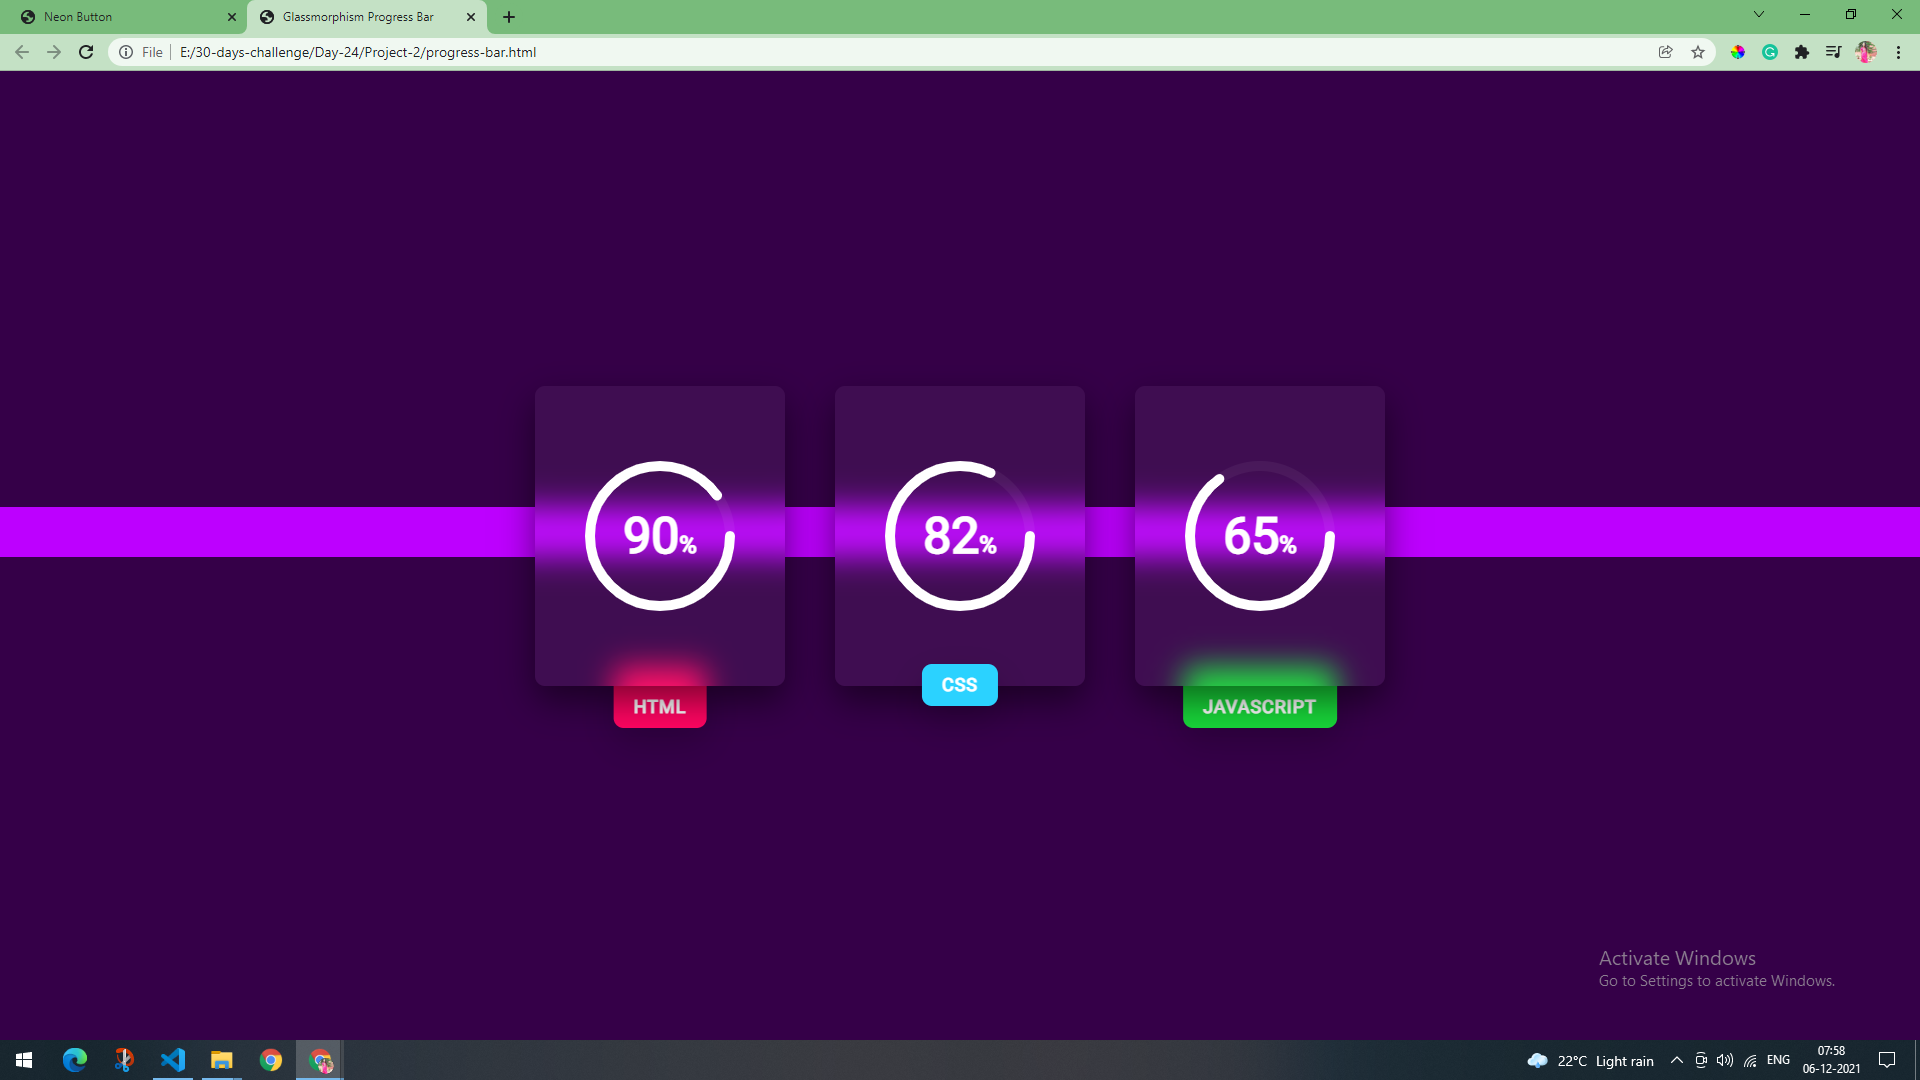 Neon Button
Glassmorphism Progress Bar
File
E:/30-days-challenge/Day-24/Project-2/progress-bar.html
90%
82%
65%
HTML
CSS
JAVASCRIPT
Activate Windows
Go to Settings to activate Windows.
22°C Light rain
ENG
07:58
06-12-2021